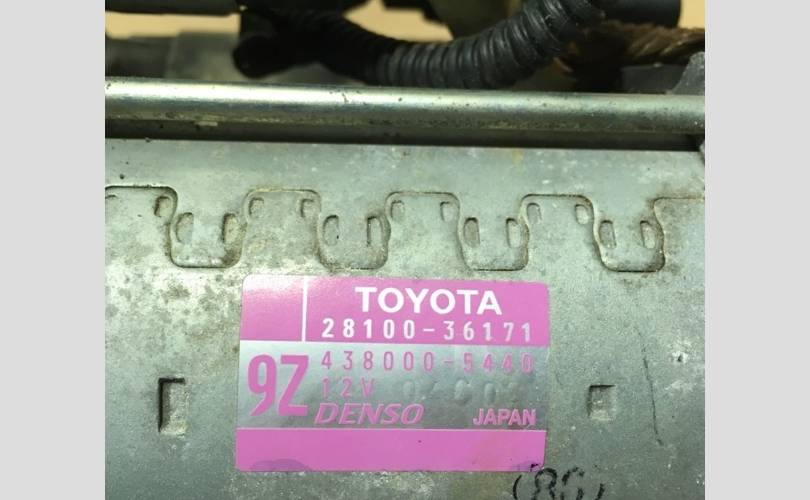 TOYOTA
28100-36171
9Z
438000-5440
12V
DENSO
JAPAN